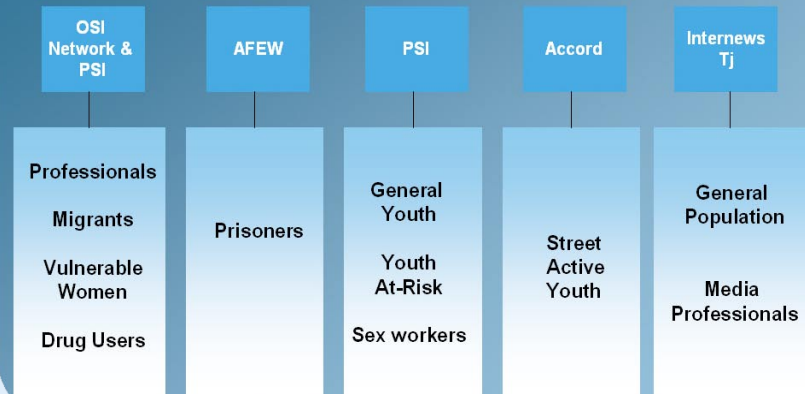 OSI
Network &
PSI
AFEW
PSI
Accord
Internews
Tj
Professionals
Migrants
Vulnerable
Women
Drug Users
Prisoners
General
Youth
Youth
At-Risk
Sex workers
Street
Active
Youth
General
Population
Media
Professionals